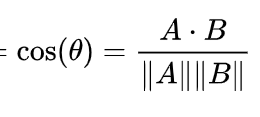 = cos(θ) = A · B / ‖A‖‖B‖